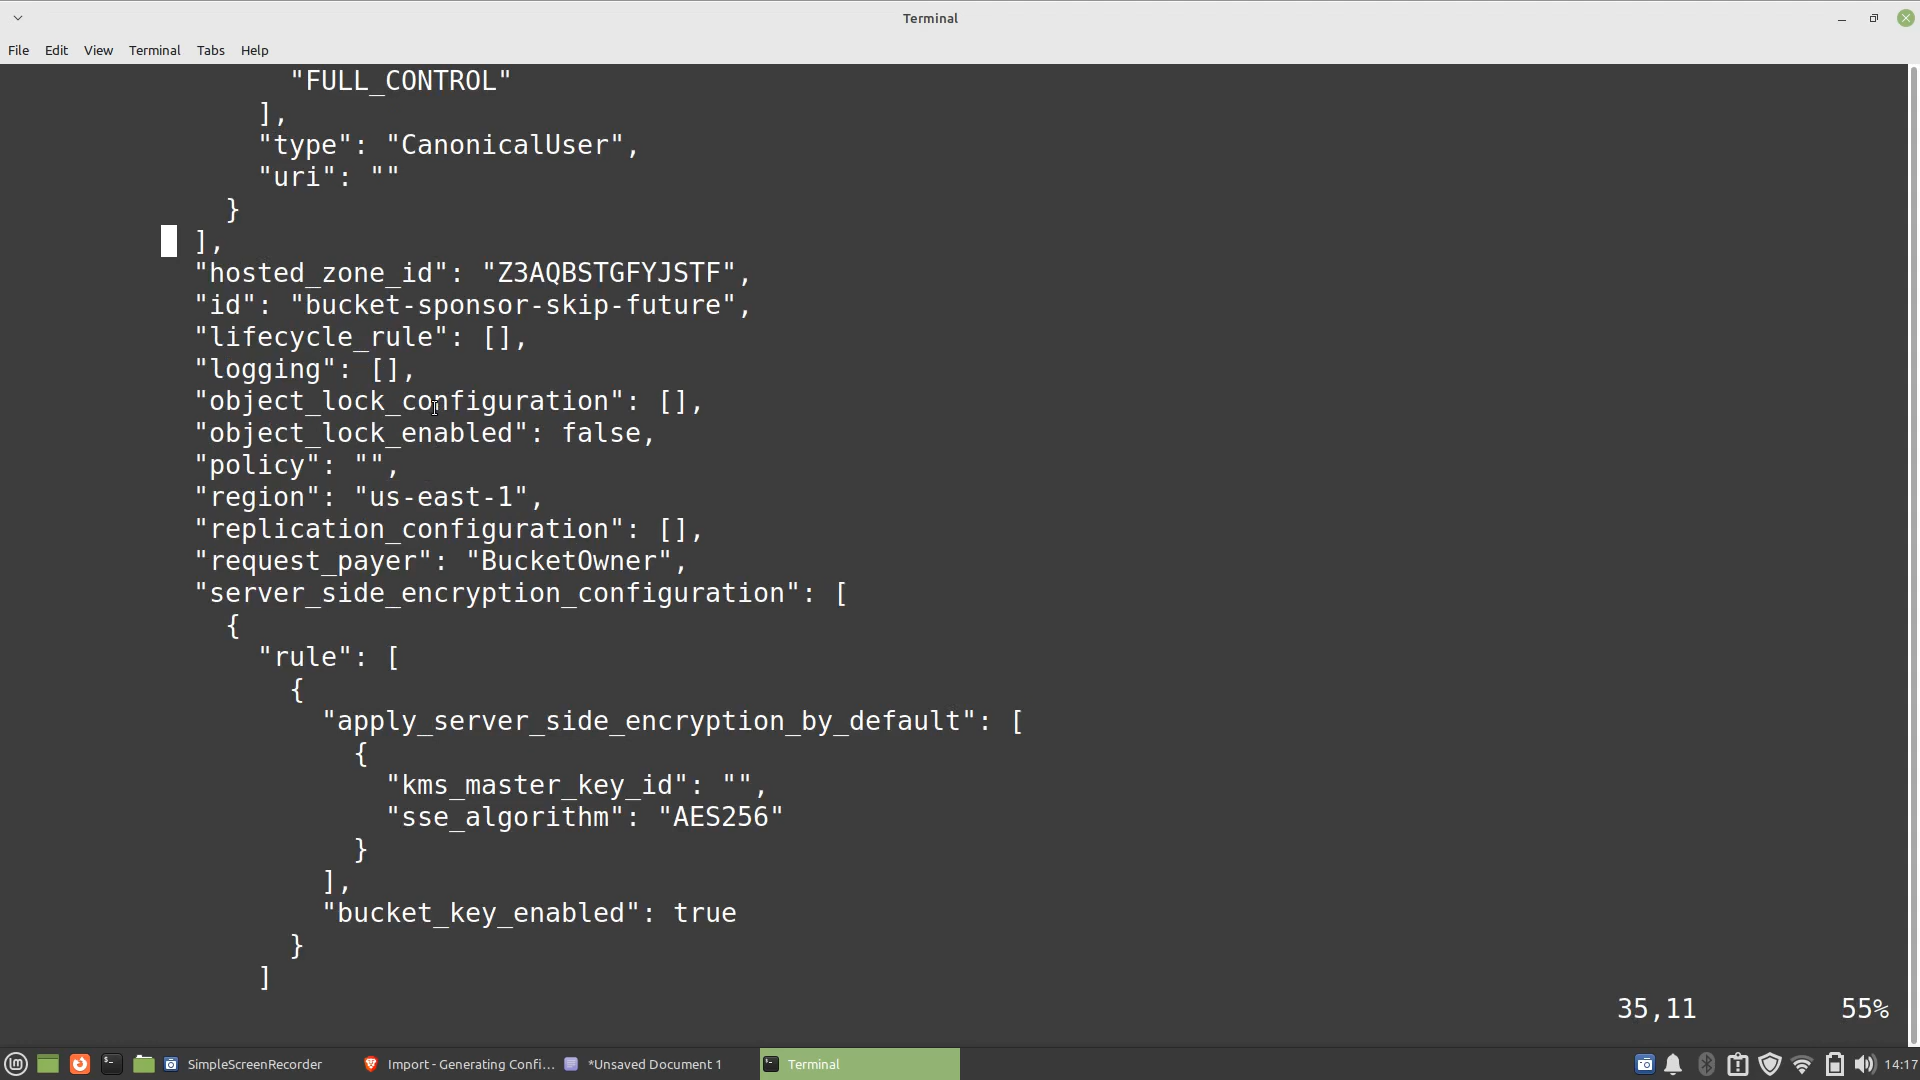 Terminal
File Edit View Terminal Tabs Help
"FULL_CONTROL"
],
"type": "CanonicalUser",
"uri": ""
}
],
"hosted_zone_id": "Z3AQBSTGFYJSTF",
"id": "bucket-sponsor-skip-future",
"lifecycle_rule": [],
"logging": [],
"object_lock_configuration": [],
"object_lock_enabled": false,
"policy": "",
"region": "us-east-1",
"replication_configuration": [],
"request_payer": "BucketOwner",
"server_side_encryption_configuration": [
{
"rule": [
{
"apply_server_side_encryption_by_default": [
{
"kms_master_key_id": "",
"sse_algorithm": "AES256"
}
],
"bucket_key_enabled": true
}
]
35,11 55%
SimpleScreenRecorder Import - Generating Confi... *Unsaved Document 1 Terminal 14:17